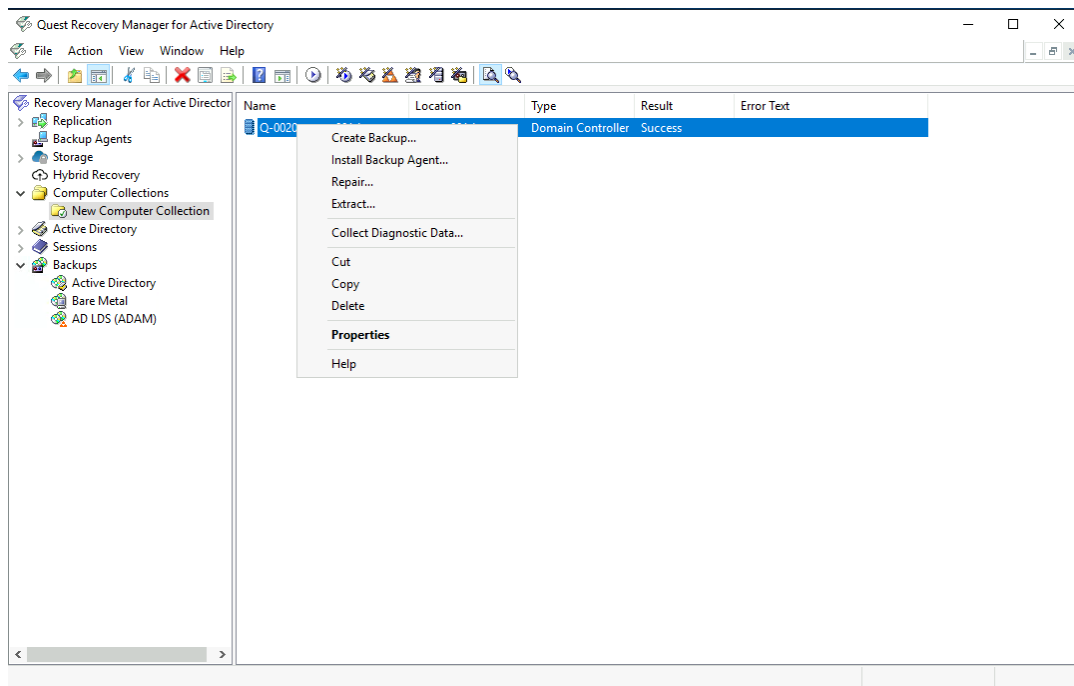 Quest Recovery Manager for Active Directory
File Action View Window Help
Recovery Manager for Active Director
Replication
Backup Agents
Storage
Hybrid Recovery
Computer Collections
New Computer Collection
Active Directory
Sessions
Backups
Active Directory
Bare Metal
AD LDS (ADAM)
Name Location Type Result Error Text
Q-0020 Domain Controller Success
Create Backup...
Install Backup Agent...
Repair...
Extract...
Collect Diagnostic Data...
Cut
Copy
Delete
Properties
Help